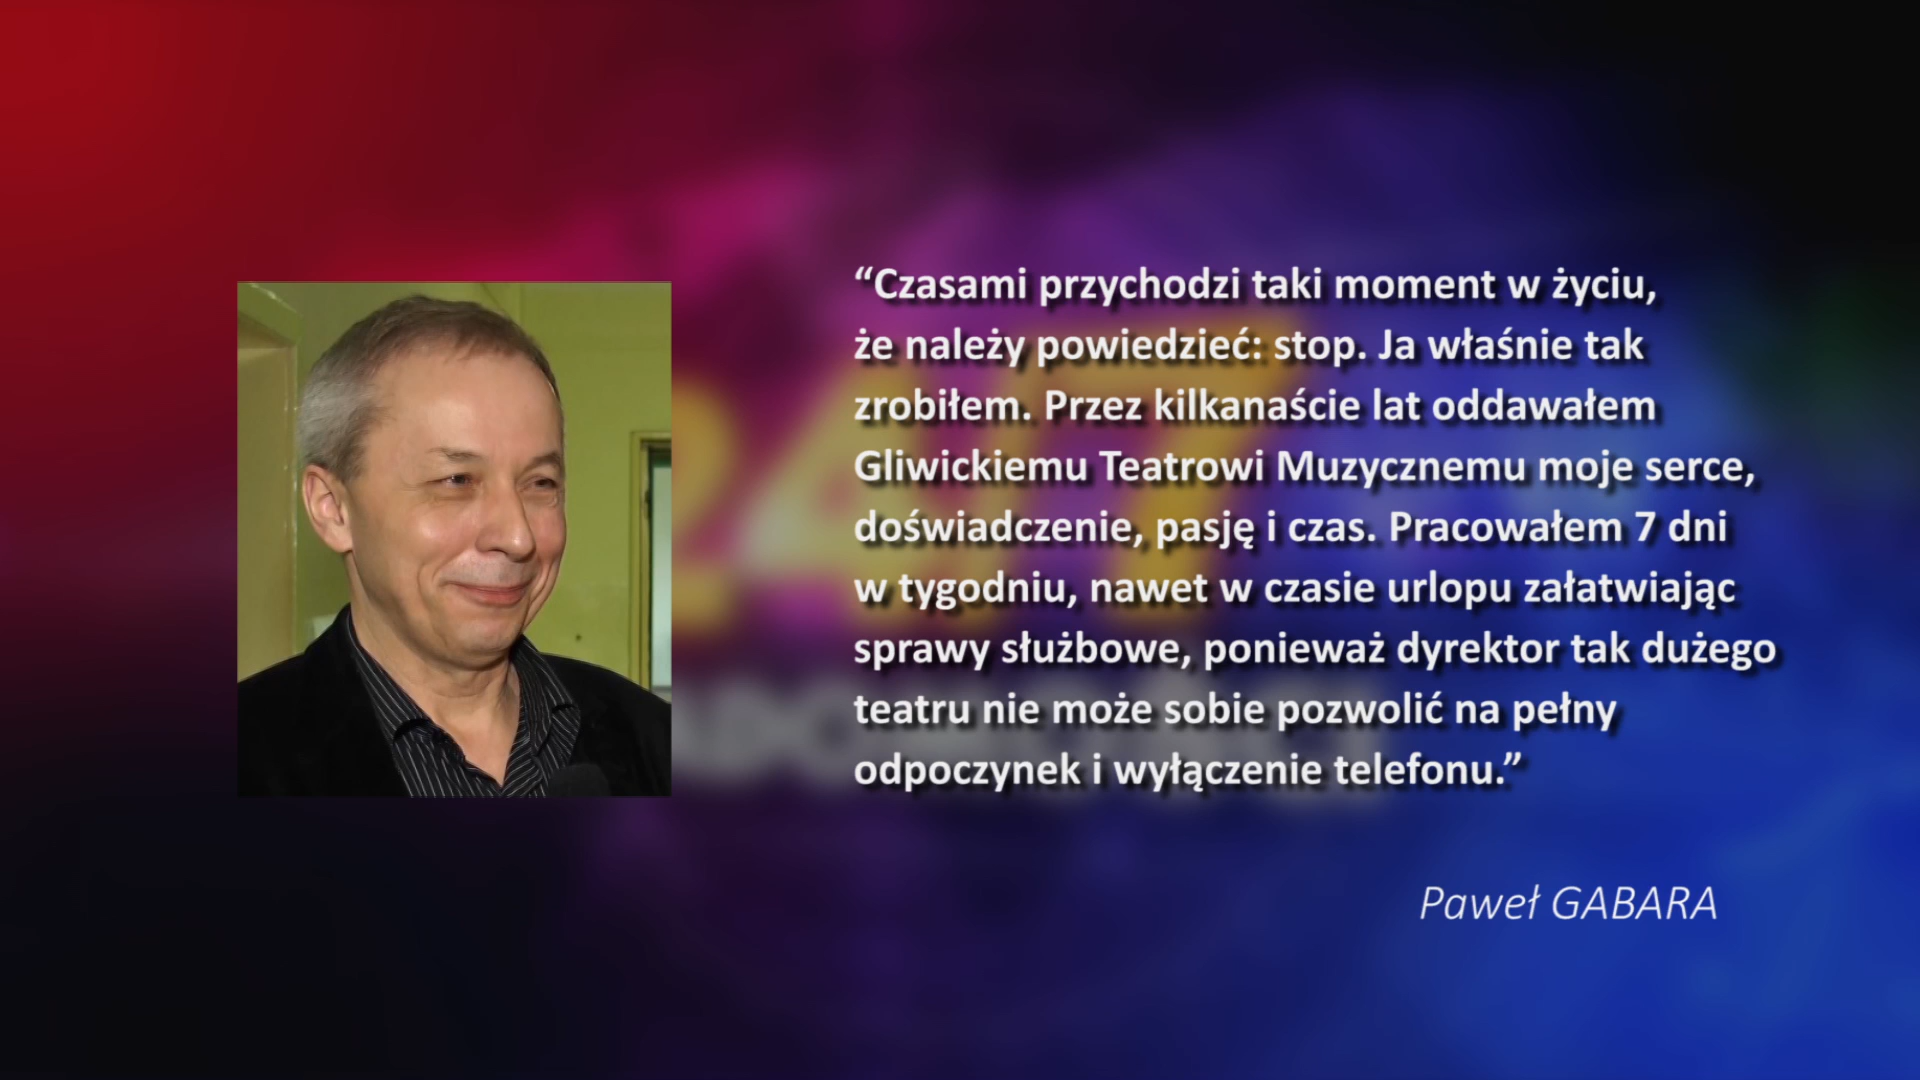 “Czasami przychodzi taki moment w życiu,
że należy powiedzieć: stop. Ja właśnie tak
zrobiłem. Przez kilkanaście lat oddawałem
Gliwickiemu Teatrowi Muzycznemu moje serce,
doświadczenie, pasję i czas. Pracowałem 7 dni
w tygodniu, nawet w czasie urlopu załatwiając
sprawy służbowe, ponieważ dyrektor tak dużego
teatru nie może sobie pozwolić na pełny
odpoczynek i wyłączenie telefonu.”
Paweł GABARA
24/7